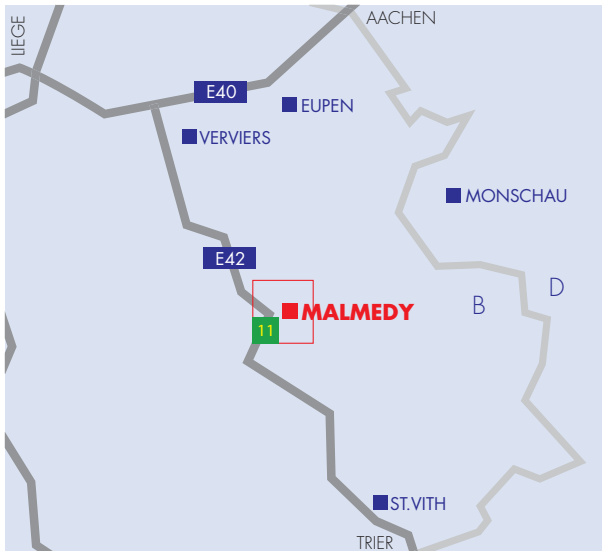 LIEGE
AACHEN
E40
EUPEN
VERVIERS
MONSCHAU
E42
D
B
MALMEDY
11
ST.VITH
TRIER